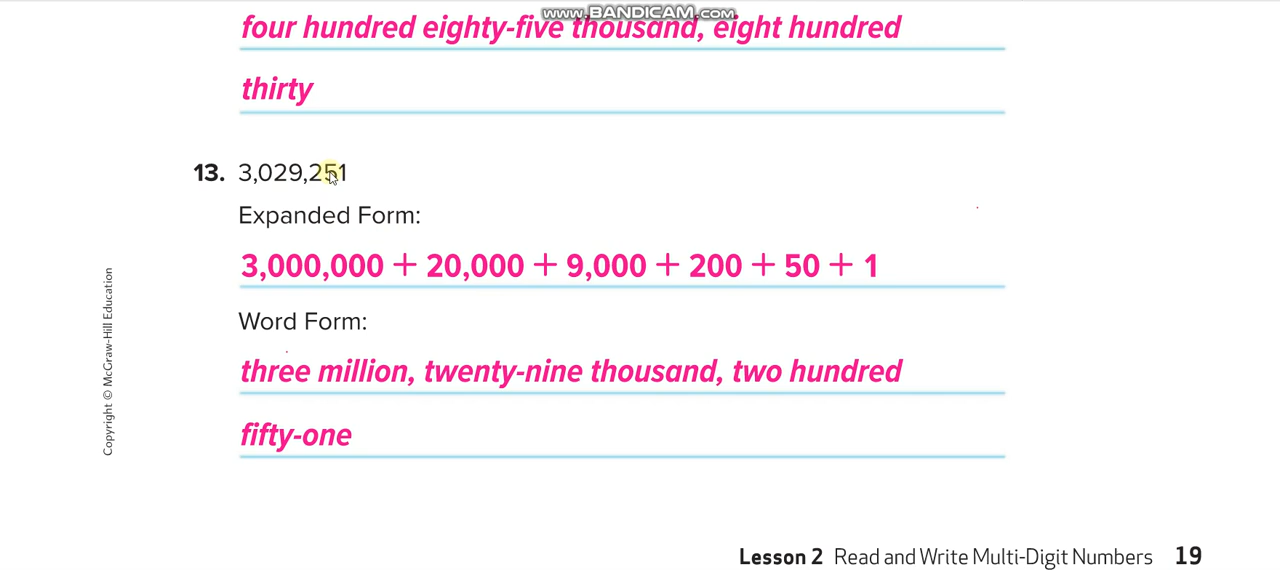 www.BANDICAM.com
four hundred eighty-five thousand, eight hundred
thirty
13. 3,029,251
Expanded Form:
3,000,000 + 20,000 + 9,000 + 200 + 50 + 1
Word Form:
three million, twenty-nine thousand, two hundred
fifty-one
Copyright © McGraw-Hill Education
Lesson 2 Read and Write Multi-Digit Numbers 19